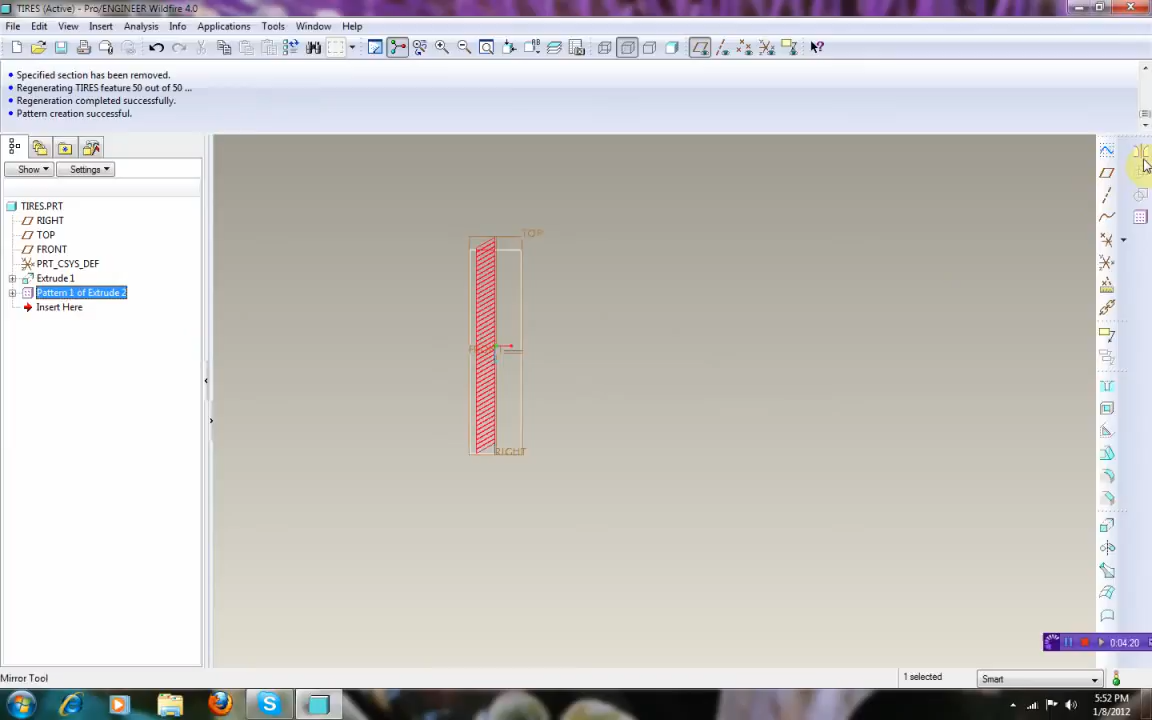 TIRES (Active) - Pro/ENGINEER Wildfire 4.0
File Edit View Insert Analysis Info Applications Tools Window Help
Specified section has been removed.
Regenerating TIRES feature 50 out of 50 ...
Regeneration completed successfully.
Pattern creation successful.
Show Settings
TIRES.PRT
RIGHT
TOP
FRONT
PRT_CSYS_DEF
Extrude 1
Pattern 1 of Extrude 2
Insert Here
TOP
RIGHT
0:04:20
Mirror Tool
1 selected
Smart
5:52 PM
1/8/2012